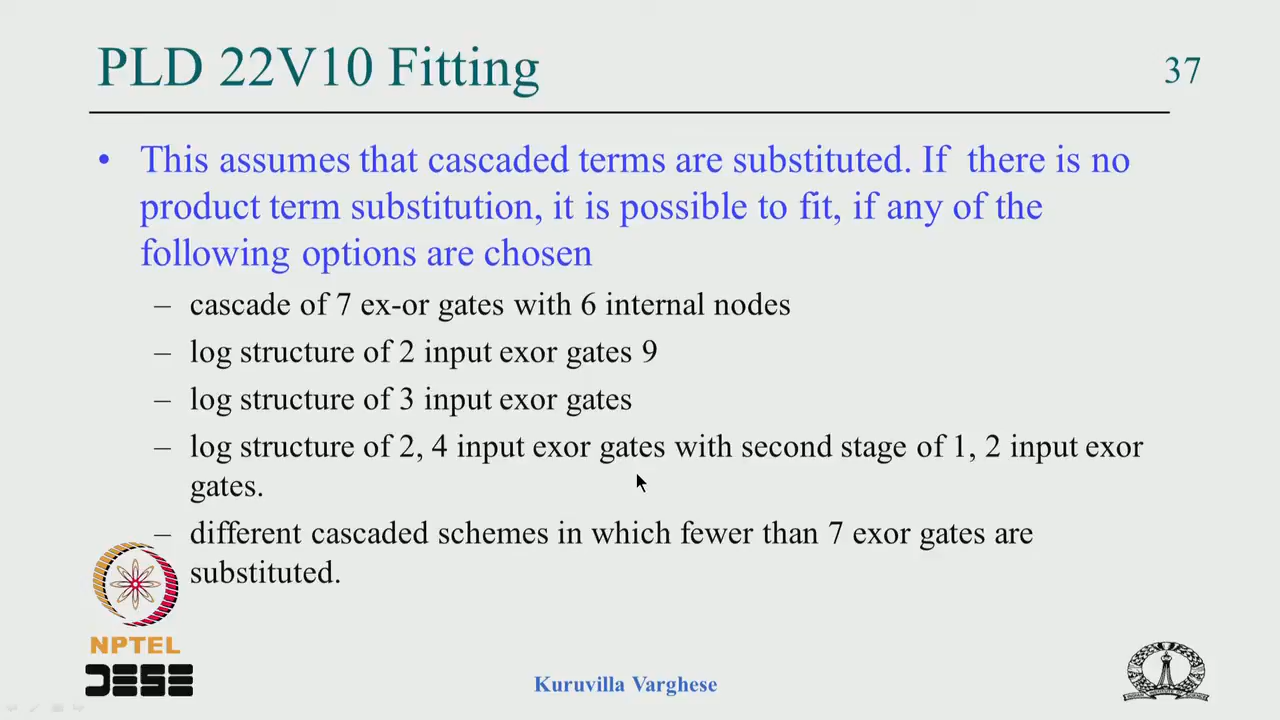 PLD 22V10 Fitting
37
• This assumes that cascaded terms are substituted. If there is no
product term substitution, it is possible to fit, if any of the
following options are chosen
– cascade of 7 ex-or gates with 6 internal nodes
– log structure of 2 input exor gates 9
– log structure of 3 input exor gates
– log structure of 2, 4 input exor gates with second stage of 1, 2 input exor
gates.
– different cascaded schemes in which fewer than 7 exor gates are
substituted.
NPTEL
DESE
Kuruvilla Varghese